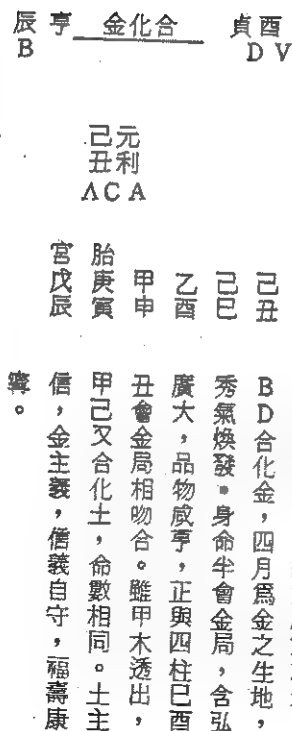 酉 貞 合化金 亨 辰
D V
B
元利
己丑
A C A
己丑
己巳
乙酉
甲申
胎庚寅
宮戊辰
BD合化金，四月爲金之生地，
秀氣煥發。身命半會金局，含弘
廣大，品物咸亨，正與四柱巳酉
丑會金局相吻合。雖甲木透出，
甲己又合化土，命數相同。土主
信，金主義，信義自守，福壽康
寧。